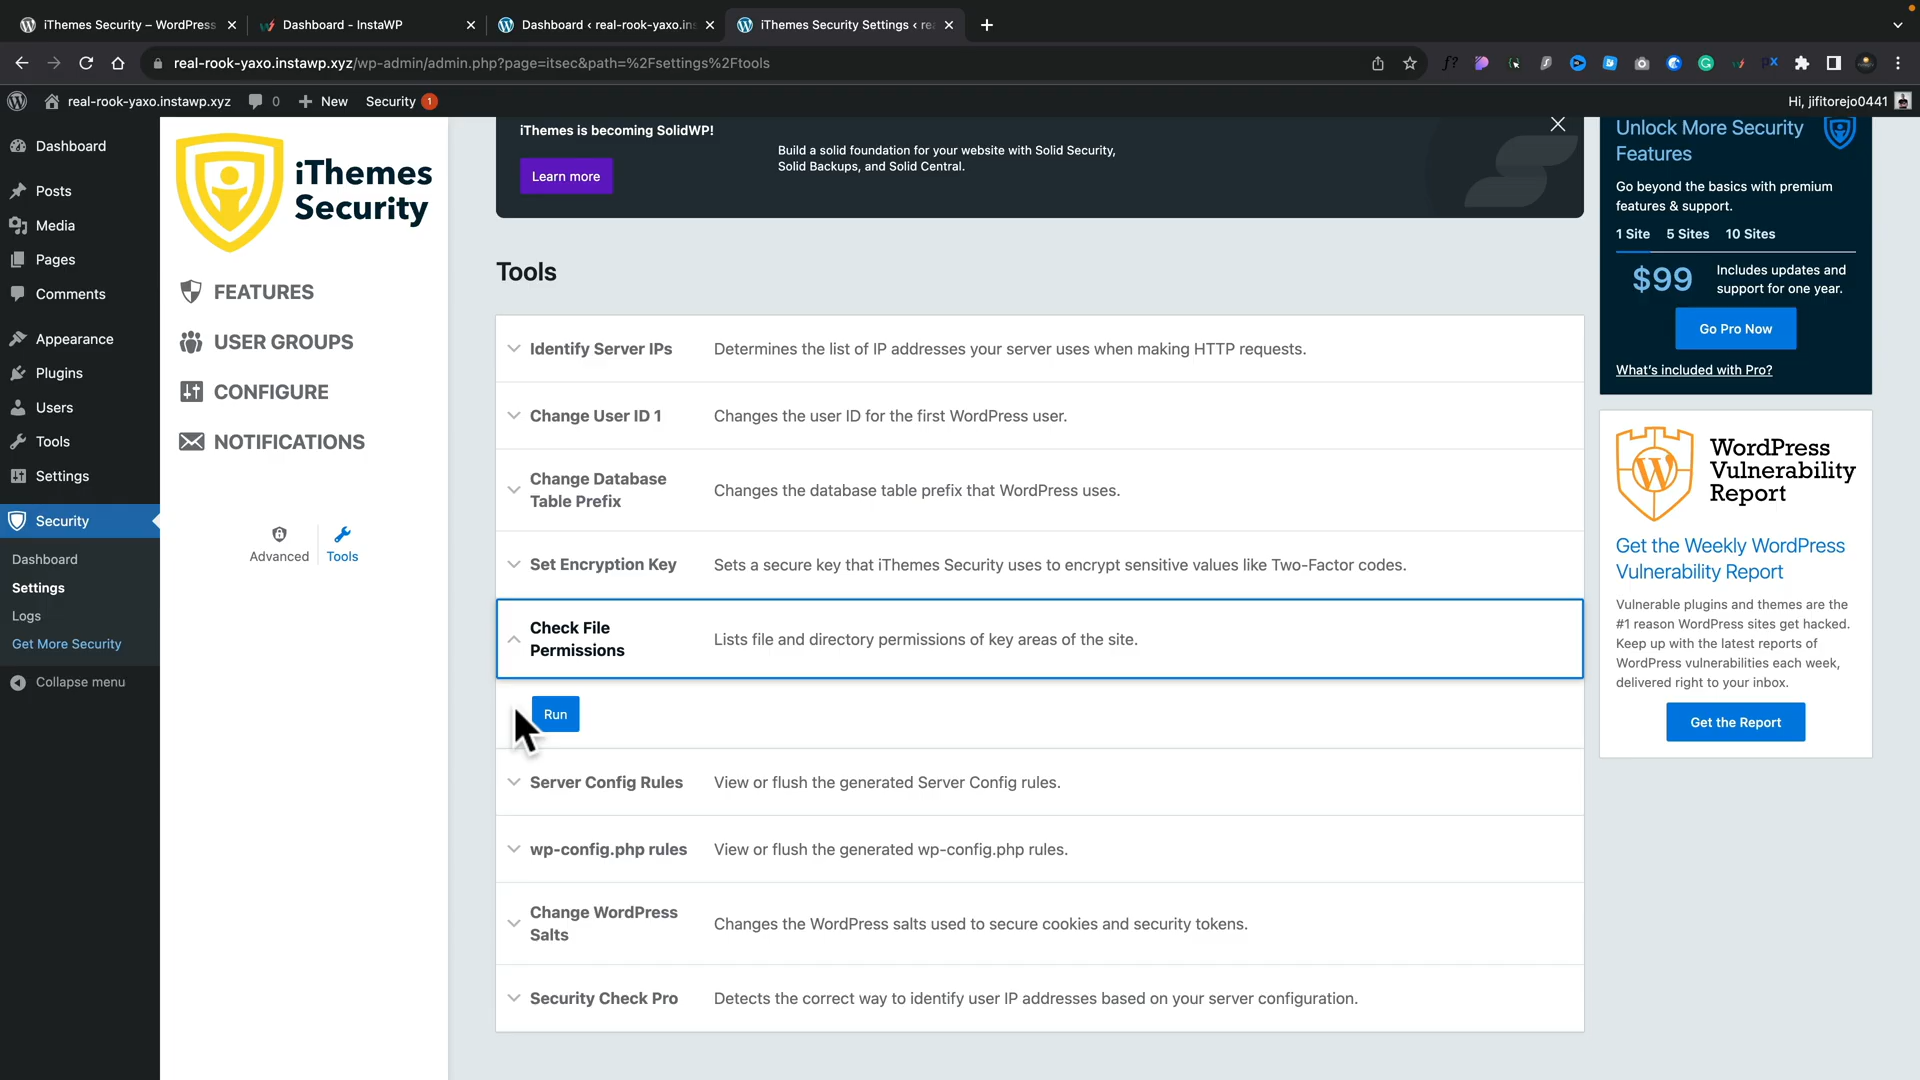 iThemes Security – WordPress
Dashboard - InstaWP
Dashboard ‹ real-rook-yaxo.ins
iThemes Security Settings ‹ rea
real-rook-yaxo.instawp.xyz/wp-admin/admin.php?page=itsec&path=%2Fsettings%2Ftools
real-rook-yaxo.instawp.xyz
0
New
Security 1
Hi, jifitorejo0441
Dashboard
Posts
Media
Pages
Comments
Appearance
Plugins
Users
Tools
Settings
Security
Dashboard
Settings
Logs
Get More Security
Collapse menu
iThemes
Security
FEATURES
USER GROUPS
CONFIGURE
NOTIFICATIONS
Advanced
Tools
iThemes is becoming SolidWP!
Learn more
Build a solid foundation for your website with Solid Security,
Solid Backups, and Solid Central.
Tools
Identify Server IPs
Determines the list of IP addresses your server uses when making HTTP requests.
Change User ID 1
Changes the user ID for the first WordPress user.
Change Database
Table Prefix
Changes the database table prefix that WordPress uses.
Set Encryption Key
Sets a secure key that iThemes Security uses to encrypt sensitive values like Two-Factor codes.
Check File
Permissions
Lists file and directory permissions of key areas of the site.
Run
Server Config Rules
View or flush the generated Server Config rules.
wp-config.php rules
View or flush the generated wp-config.php rules.
Change WordPress
Salts
Changes the WordPress salts used to secure cookies and security tokens.
Security Check Pro
Detects the correct way to identify user IP addresses based on your server configuration.
Unlock More Security
Features
Go beyond the basics with premium
features & support.
1 Site 5 Sites 10 Sites
$99
Includes updates and
support for one year.
Go Pro Now
What's included with Pro?
WordPress
Vulnerability
Report
Get the Weekly WordPress
Vulnerability Report
Vulnerable plugins and themes are the
#1 reason WordPress sites get hacked.
Keep up with the latest reports of
WordPress vulnerabilities each week,
delivered right to your inbox.
Get the Report